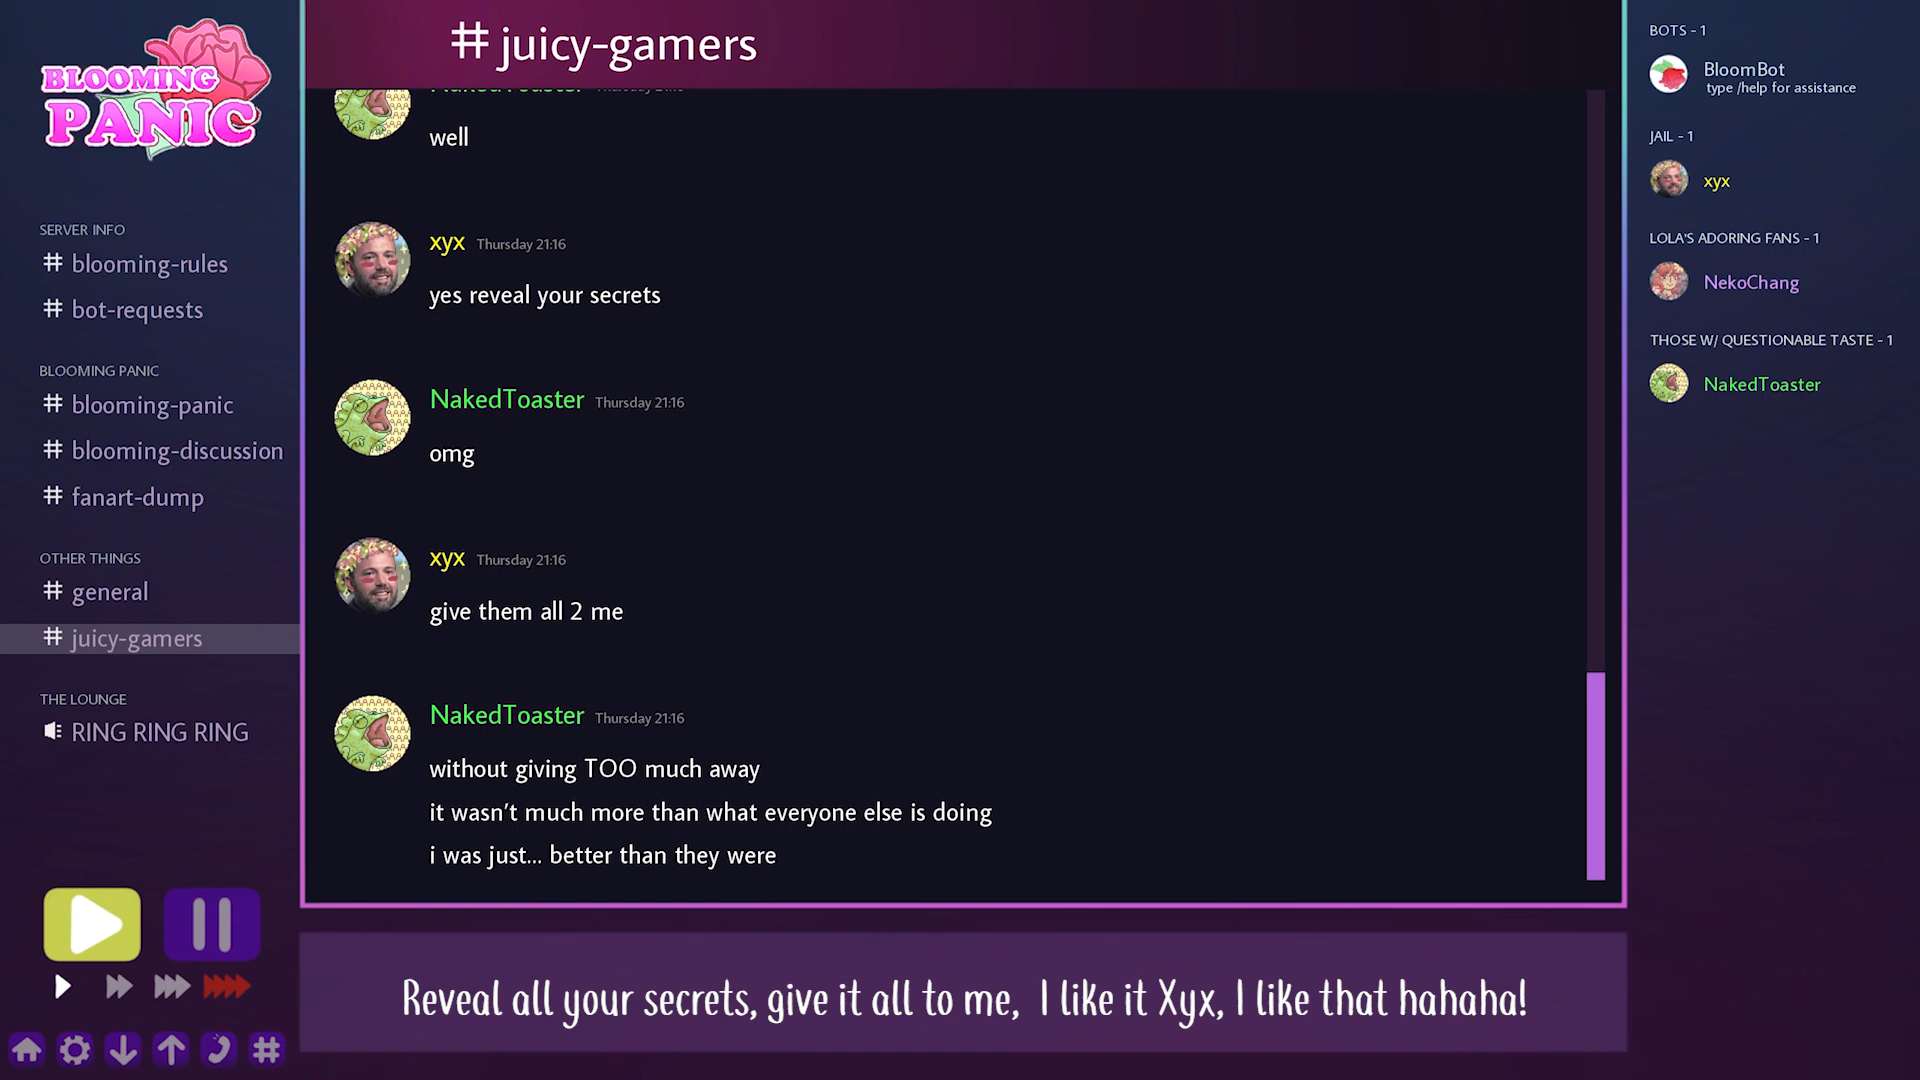 BLOOMING
PANIC
SERVER INFO
# blooming-rules
# bot-requests
BLOOMING PANIC
# blooming-panic
# blooming-discussion
# fanart-dump
OTHER THINGS
# general
# juicy-gamers
THE LOUNGE
RING RING RING
# juicy-gamers
well
xyx Thursday 21:16
yes reveal your secrets
NakedToaster Thursday 21:16
omg
xyx Thursday 21:16
give them all 2 me
NakedToaster Thursday 21:16
without giving TOO much away
it wasn't much more than what everyone else is doing
i was just... better than they were
Reveal all your secrets, give it all to me, I like it Xyx, I like that hahaha!
BOTS - 1
BloomBot
type /help for assistance
JAIL - 1
xyx
LOLA'S ADORING FANS - 1
NekoChang
THOSE W/ QUESTIONABLE TASTE - 1
NakedToaster